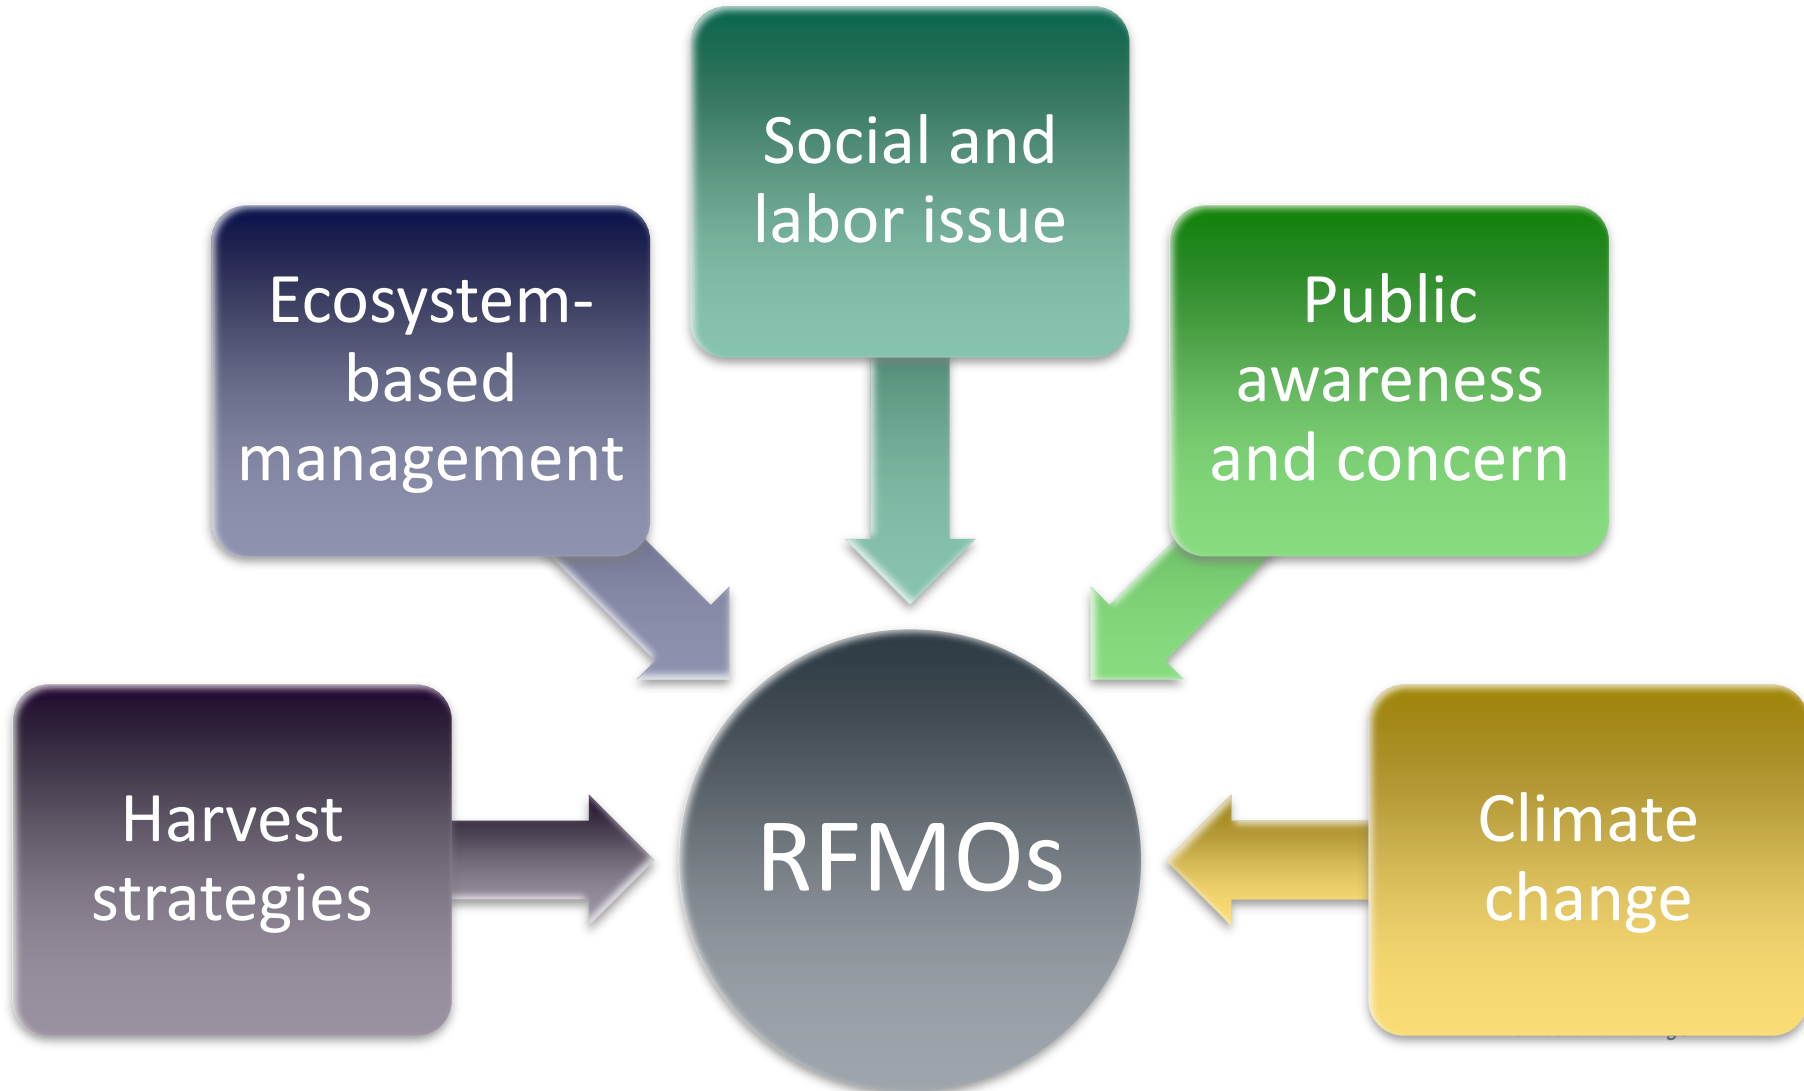 Social and
labor issue
Ecosystem-
based
management
Public
awareness
and concern
Harvest
strategies
RFMOs
Climate
change